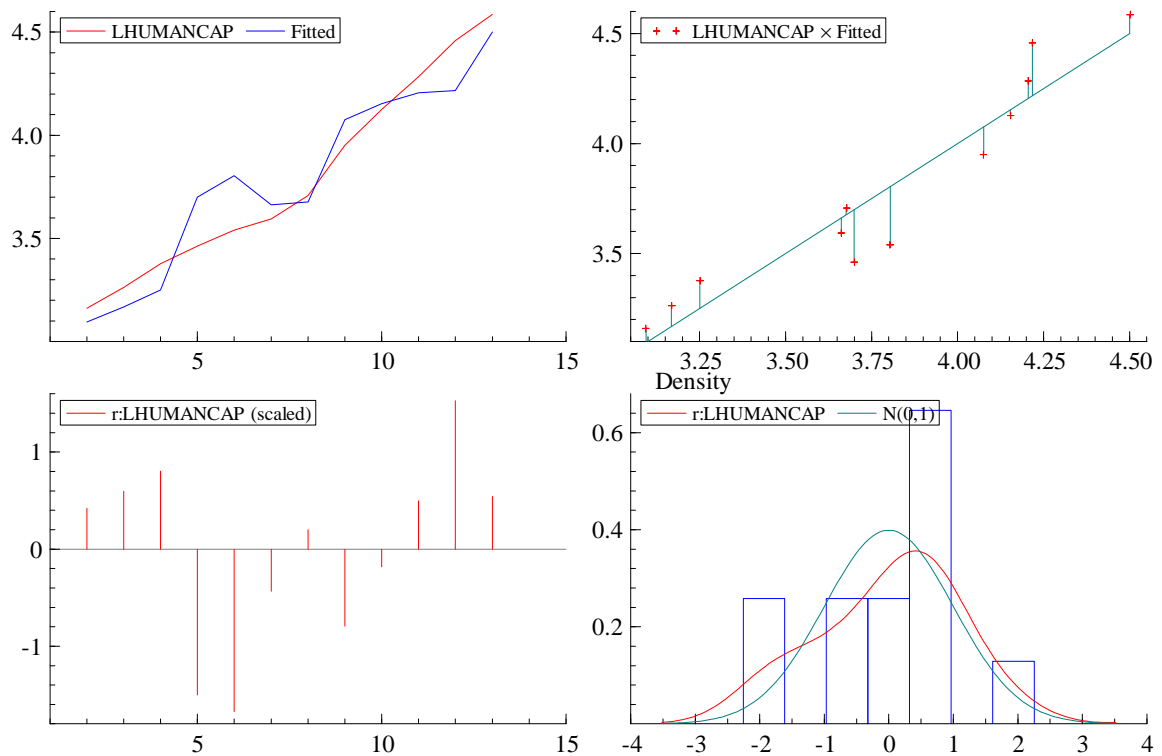 LHUMANCAP Fitted
4.5
4.0
3.5
5 10 15
LHUMANCAP × Fitted
4.5
4.0
3.5
3.25 3.50 3.75 4.00 4.25 4.50
r:LHUMANCAP (scaled)
1
0
-1
5 10 15
Density
r:LHUMANCAP N(0,1)
0.6
0.4
0.2
-4 -3 -2 -1 0 1 2 3 4